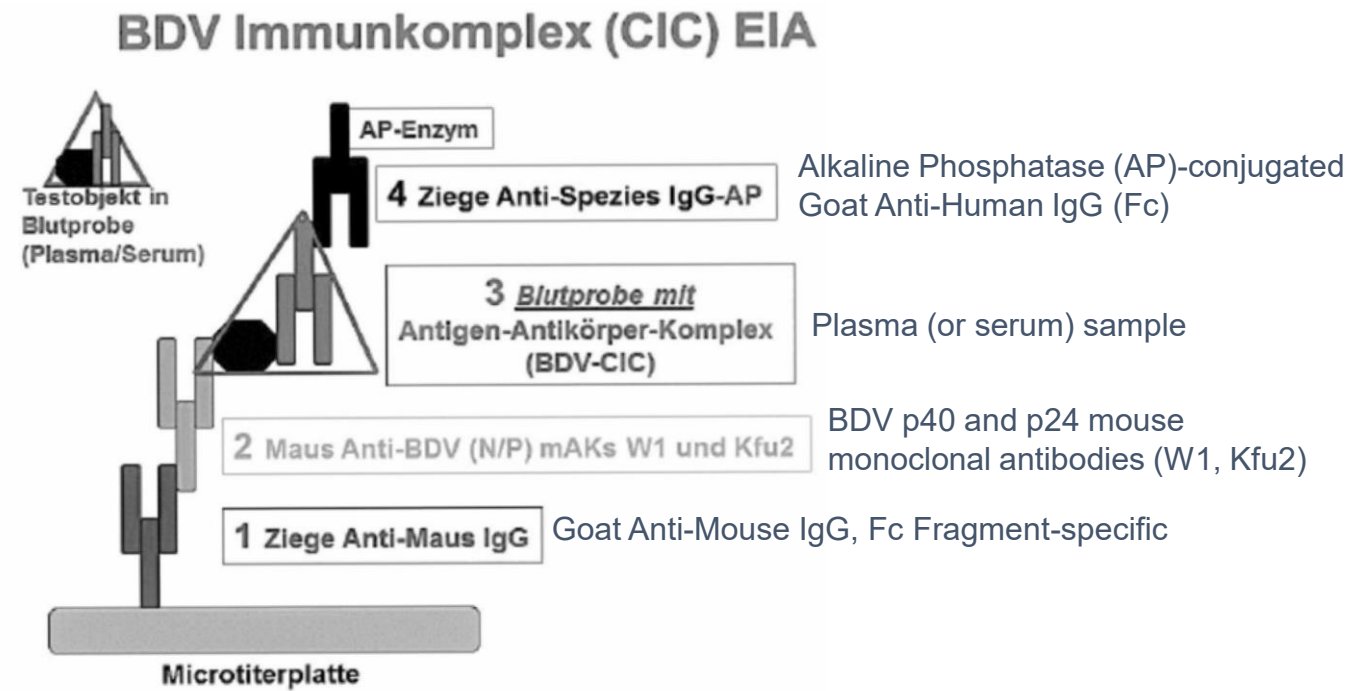 BDV Immunkomplex (CIC) EIA
AP-Enzym
4 Ziege Anti-Spezies IgG-AP
Alkaline Phosphatase (AP)-conjugated
Goat Anti-Human IgG (Fc)
Testobjekt in
Blutprobe
(Plasma/Serum)
3 Blutprobe mit
Antigen-Antikörper-Komplex
(BDV-CIC)
Plasma (or serum) sample
2 Maus Anti-BDV (N/P) mAKs W1 und Kfu2
BDV p40 and p24 mouse
monoclonal antibodies (W1, Kfu2)
1 Ziege Anti-Maus IgG
Goat Anti-Mouse IgG, Fc Fragment-specific
Microtiterplatte